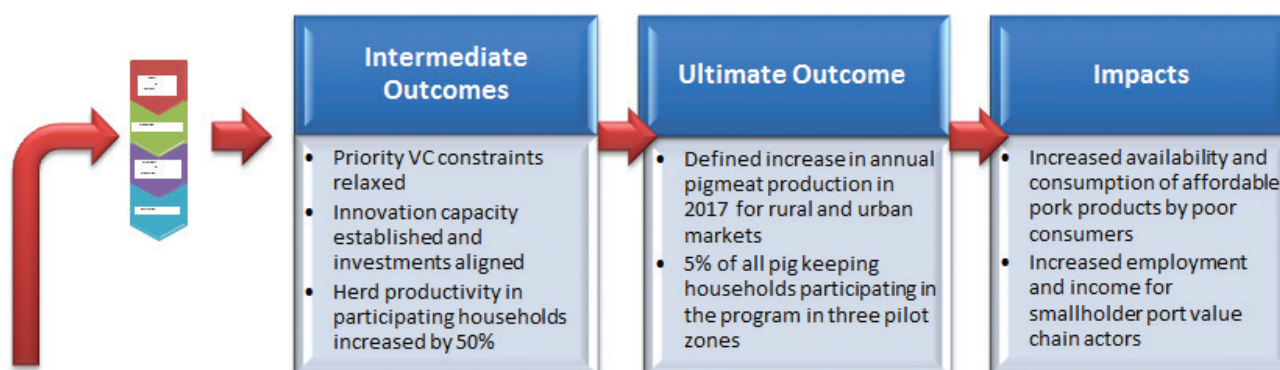 Intermediate
Outcomes
• Priority VC constraints
relaxed
• Innovation capacity
established and
investments aligned
• Herd productivity in
participating households
increased by 50%
Ultimate Outcome
• Defined increase in annual
pigmeat production in
2017 for rural and urban
markets
• 5% of all pig keeping
households participating in
the program in three pilot
zones
Impacts
• Increased availability and
consumption of affordable
pork products by poor
consumers
• Increased employment
and income for
smallholder port value
chain actors